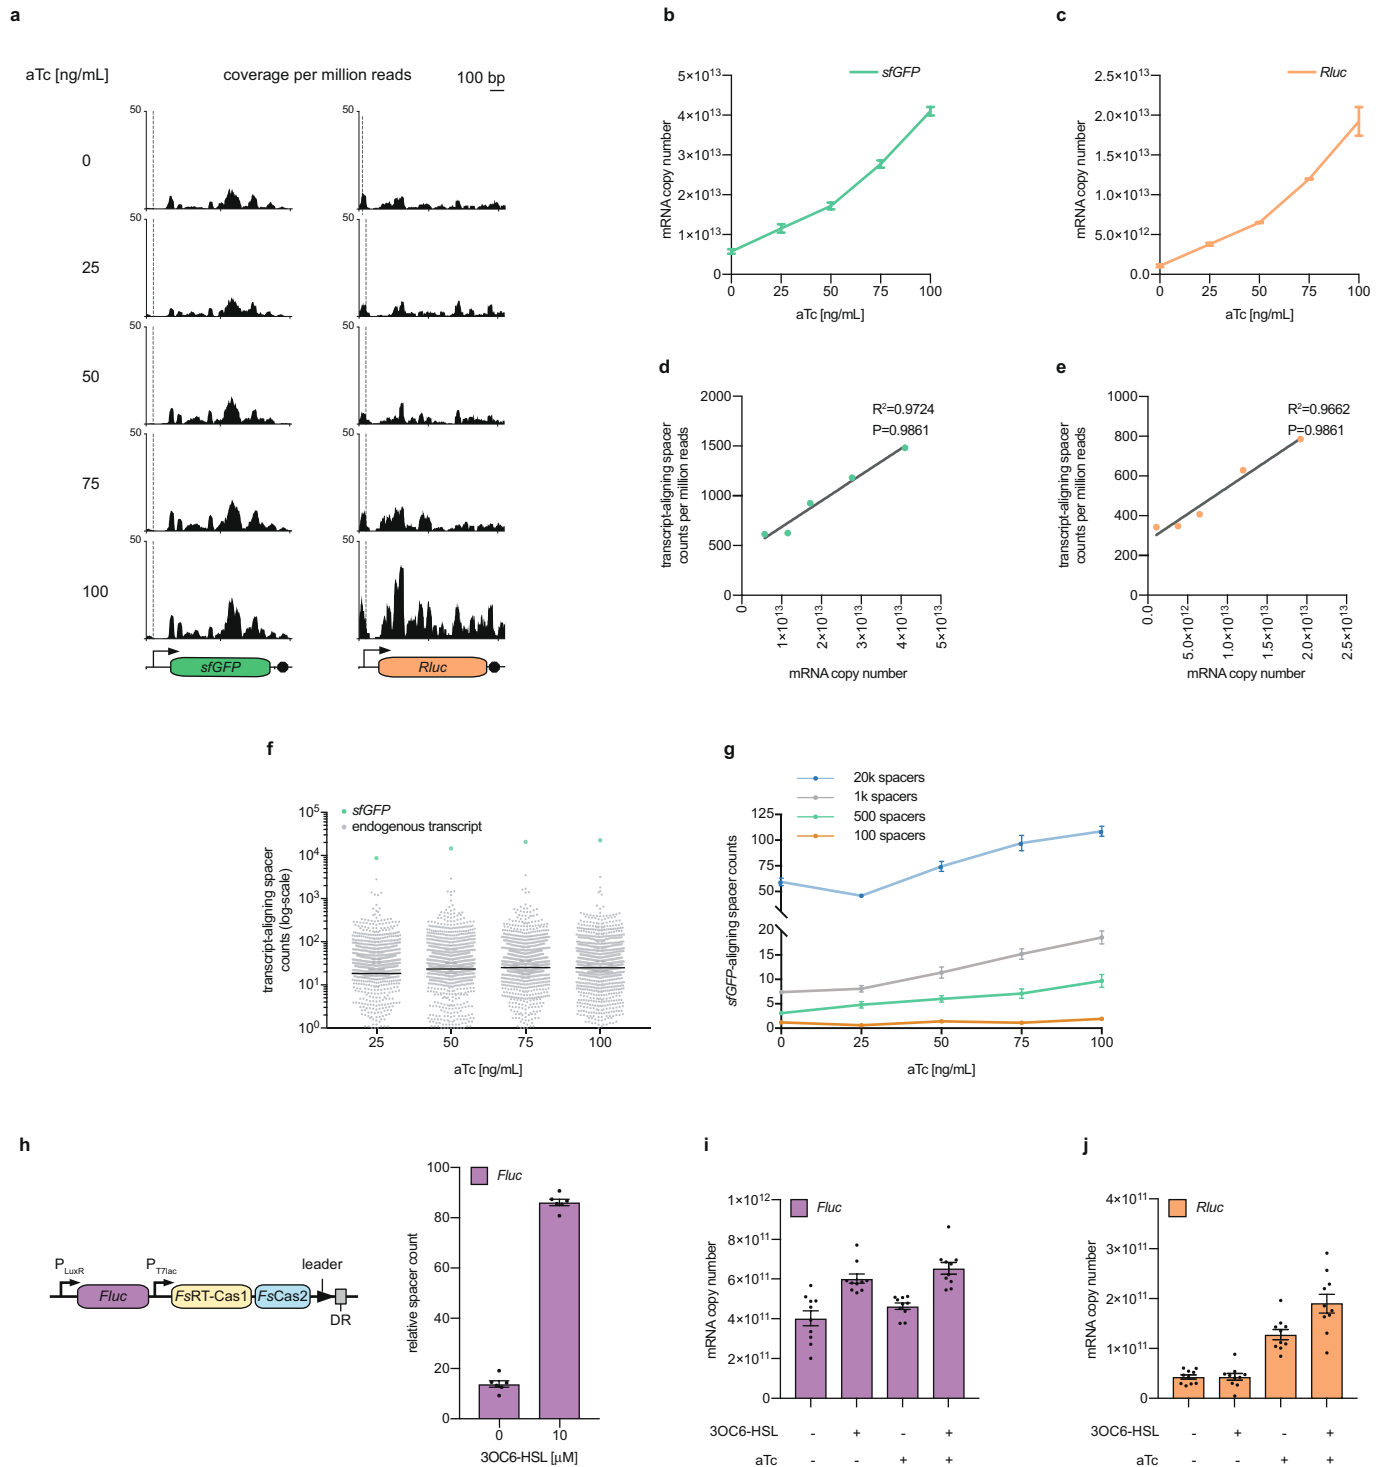 a
aTc [ng/mL]
coverage per million reads
100 bp
50
50
0
50
50
25
50
50
50
50
50
75
50
50
100
sfGFP
Rluc
b
sfGFP
mRNA copy number
5×10¹³
4×10¹³
3×10¹³
2×10¹³
1×10¹³
0
0 25 50 75 100
aTc [ng/mL]
c
Rluc
mRNA copy number
2.5×10¹³
2.0×10¹³
1.5×10¹³
1.0×10¹³
5.0×10¹²
0.0
0 25 50 75 100
aTc [ng/mL]
d
transcript-aligning spacer
counts per million reads
2000
1500
1000
500
0
R²=0.9724
P=0.9861
0 1×10¹³ 2×10¹³ 3×10¹³ 4×10¹³ 5×10¹³
mRNA copy number
e
transcript-aligning spacer
counts per million reads
1000
800
600
400
200
0
R²=0.9662
P=0.9861
0.0 5.0×10¹² 1.0×10¹³ 1.5×10¹³ 2.0×10¹³ 2.5×10¹³
mRNA copy number
f
sfGFP
endogenous transcript
transcript-aligning spacer
counts (log-scale)
10⁵
10⁴
10³
10²
10¹
10⁰
25 50 75 100
aTc [ng/mL]
g
20k spacers
1k spacers
500 spacers
100 spacers
sfGFP-aligning spacer counts
125
100
75
50
20
15
10
5
0
0 25 50 75 100
aTc [ng/mL]
h
P LuxR
P T7lac
leader
Fluc
FsRT-Cas1
FsCas2
DR
Fluc
relative spacer count
100
80
60
40
20
0
0 10
3OC6-HSL [µM]
i
Fluc
mRNA copy number
1×10¹²
8×10¹¹
6×10¹¹
4×10¹¹
2×10¹¹
0
3OC6-HSL - + - +
aTc - - + +
j
Rluc
mRNA copy number
4×10¹¹
3×10¹¹
2×10¹¹
1×10¹¹
0
3OC6-HSL - + - +
aTc - - + +